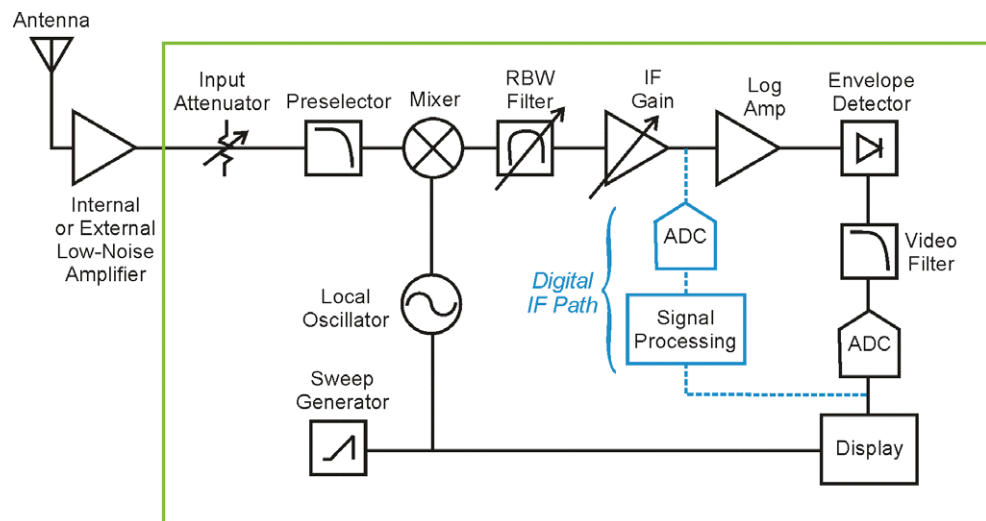 Antenna
Input
Attenuator
Preselector
Mixer
RBW
Filter
IF
Gain
Log
Amp
Envelope
Detector
Internal
or External
Low-Noise
Amplifier
ADC
Digital
IF Path
Signal
Processing
Video
Filter
ADC
Local
Oscillator
Sweep
Generator
Display